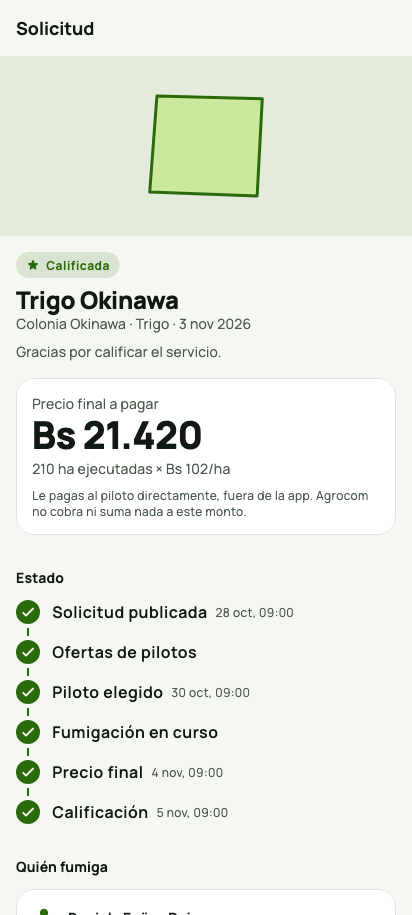 Solicitud
Calificada
Trigo Okinawa
Colonia Okinawa · Trigo · 3 nov 2026
Gracias por calificar el servicio.
Precio final a pagar
Bs 21.420
210 ha ejecutadas × Bs 102/ha
Le pagas al piloto directamente, fuera de la app. Agrocom
no cobra ni suma nada a este monto.
Estado
Solicitud publicada 28 oct, 09:00
Ofertas de pilotos
Piloto elegido 30 oct, 09:00
Fumigación en curso
Precio final 4 nov, 09:00
Calificación 5 nov, 09:00
Quién fumiga